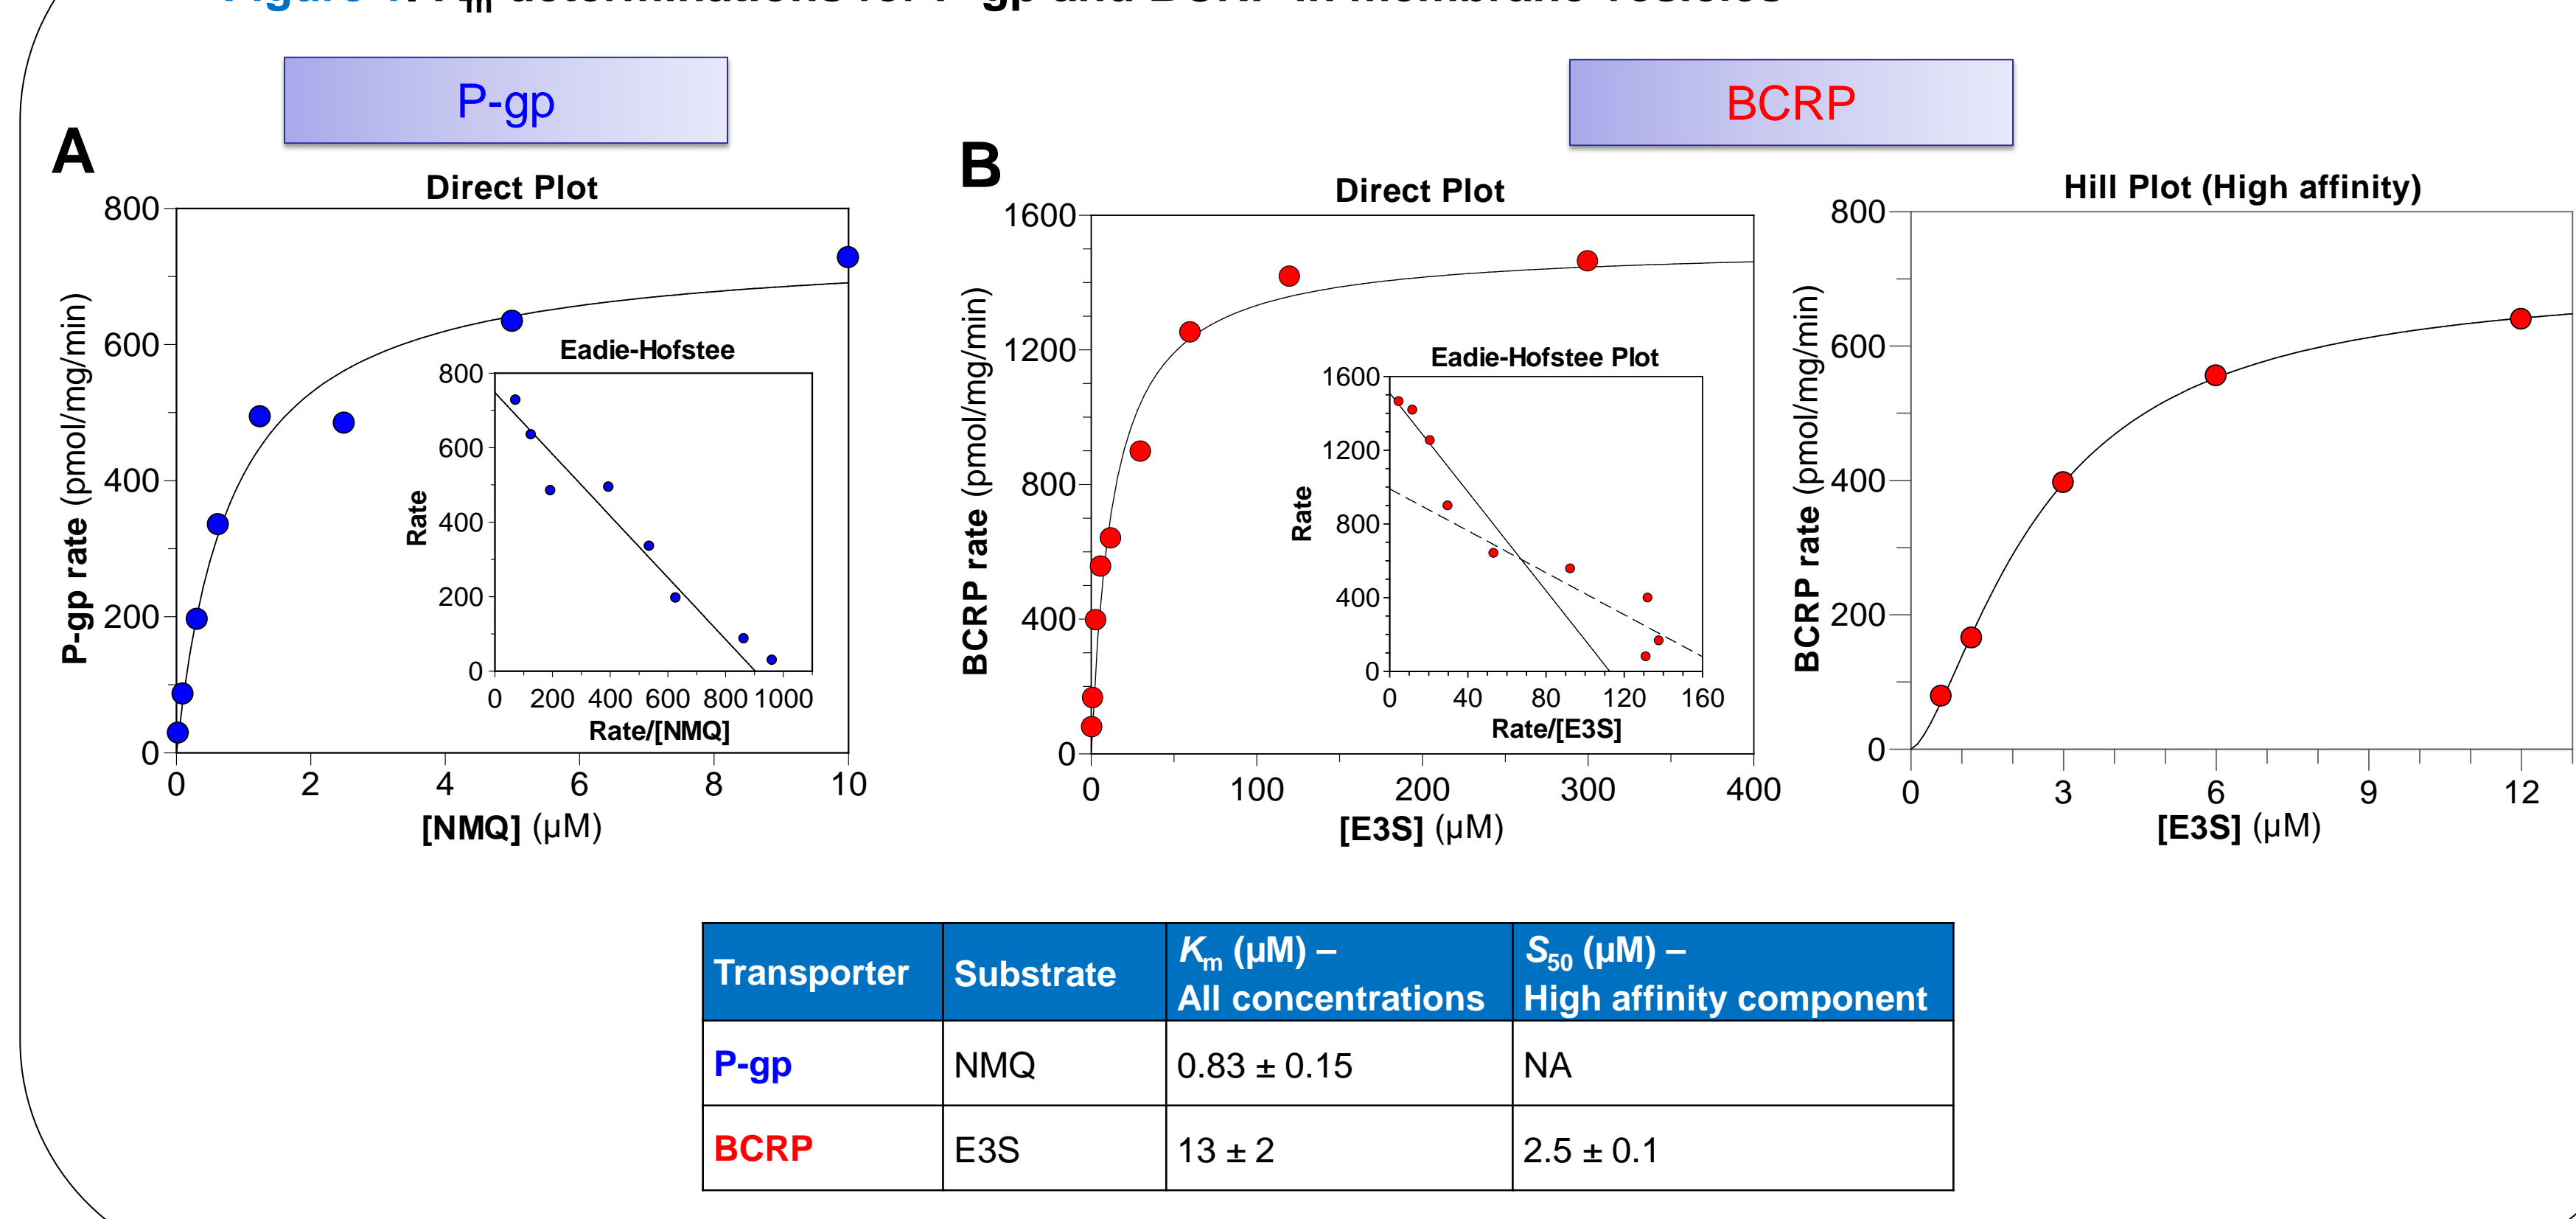 P-gp
BCRP
A
Direct Plot
800
600
400
200
0
P-gp rate (pmol/mg/min)
0 2 4 6 8 10
[NMQ] (µM)
Eadie-Hofstee
800
600
400
200
0
Rate
0 200 400 600 800 1000
Rate/[NMQ]
B
Direct Plot
1600
1200
800
400
0
BCRP rate (pmol/mg/min)
0 100 200 300 400
[E3S] (µM)
Eadie-Hofstee Plot
1600
1200
800
400
0
Rate
0 40 80 120 160
Rate/[E3S]
Hill Plot (High affinity)
800
600
400
200
0
BCRP rate (pmol/mg/min)
0 3 6 9 12
[E3S] (µM)
Transporter
Substrate
Km (µM) –
All concentrations
S50 (µM) –
High affinity component
P-gp NMQ 0.83 ± 0.15 NA
BCRP E3S 13 ± 2 2.5 ± 0.1